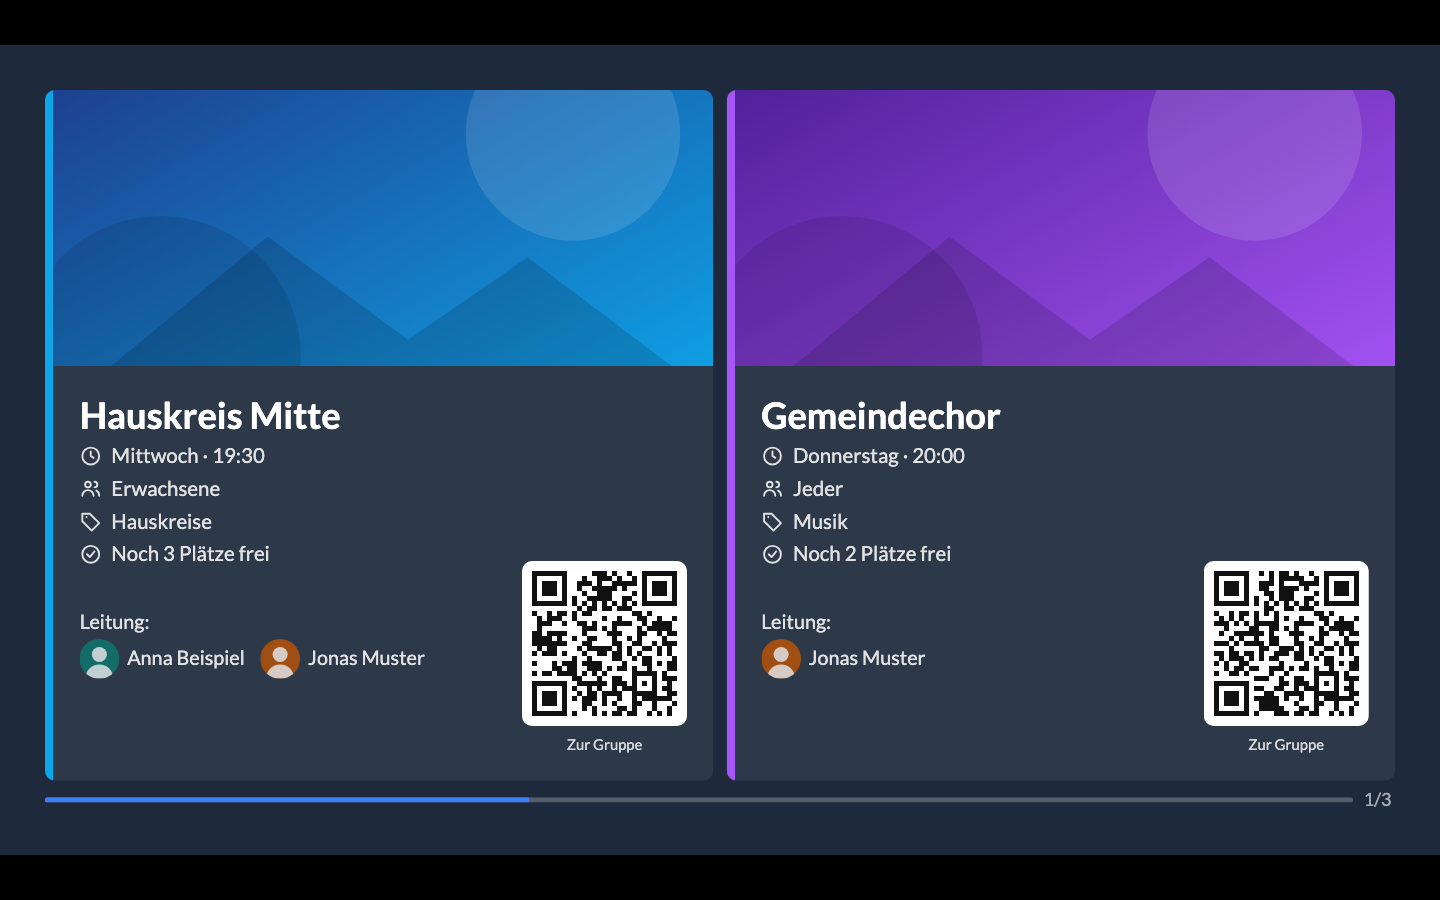 Hauskreis Mitte
Mittwoch · 19:30
Erwachsene
Hauskreise
Noch 3 Plätze frei
Leitung:
Anna Beispiel
Jonas Muster
Zur Gruppe
Gemeindechor
Donnerstag · 20:00
Jeder
Musik
Noch 2 Plätze frei
Leitung:
Jonas Muster
Zur Gruppe
1/3